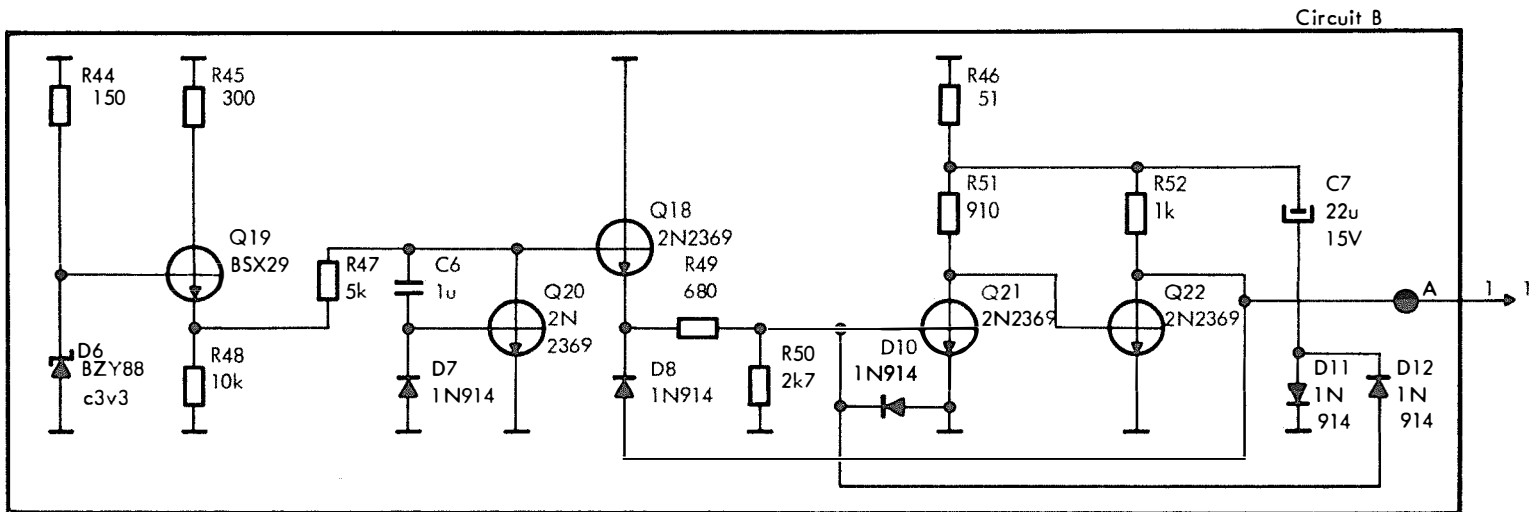 Circuit B
R44
150
R45
300
R46
51
R51
910
R52
1k
C7
22u
15V
Q19
BSX29
R47
5k
C6
1u
Q18
2N2369
R49
680
Q20
2N
2369
Q21
2N2369
Q22
2N2369
A
1
1
D6
BZY88
c3v3
R48
10k
D7
1N914
D8
1N914
R50
2k7
D10
1N914
D11
1N
914
D12
1N
914